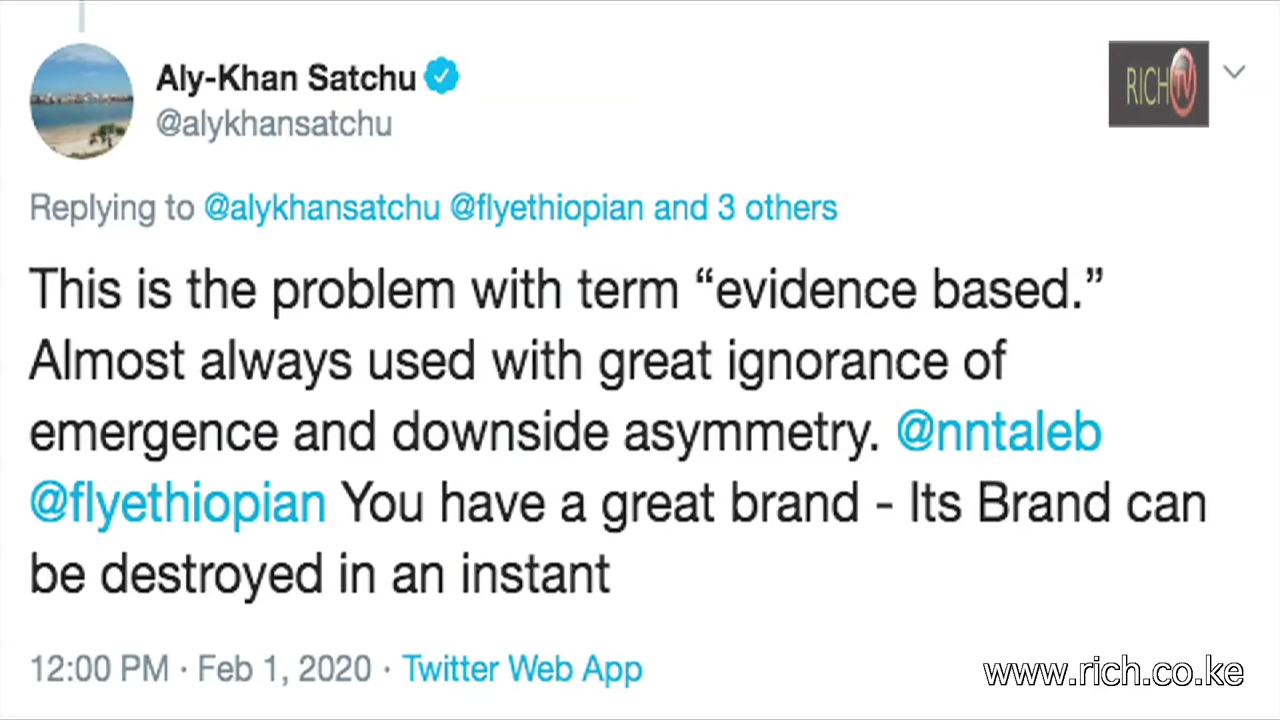 Aly-Khan Satchu
@alykhansatchu
RICH TV
Replying to @alykhansatchu @flyethiopian and 3 others
This is the problem with term “evidence based.”
Almost always used with great ignorance of
emergence and downside asymmetry. @nntaleb
@flyethiopian You have a great brand - Its Brand can
be destroyed in an instant
12:00 PM · Feb 1, 2020 · Twitter Web App
www.rich.co.ke